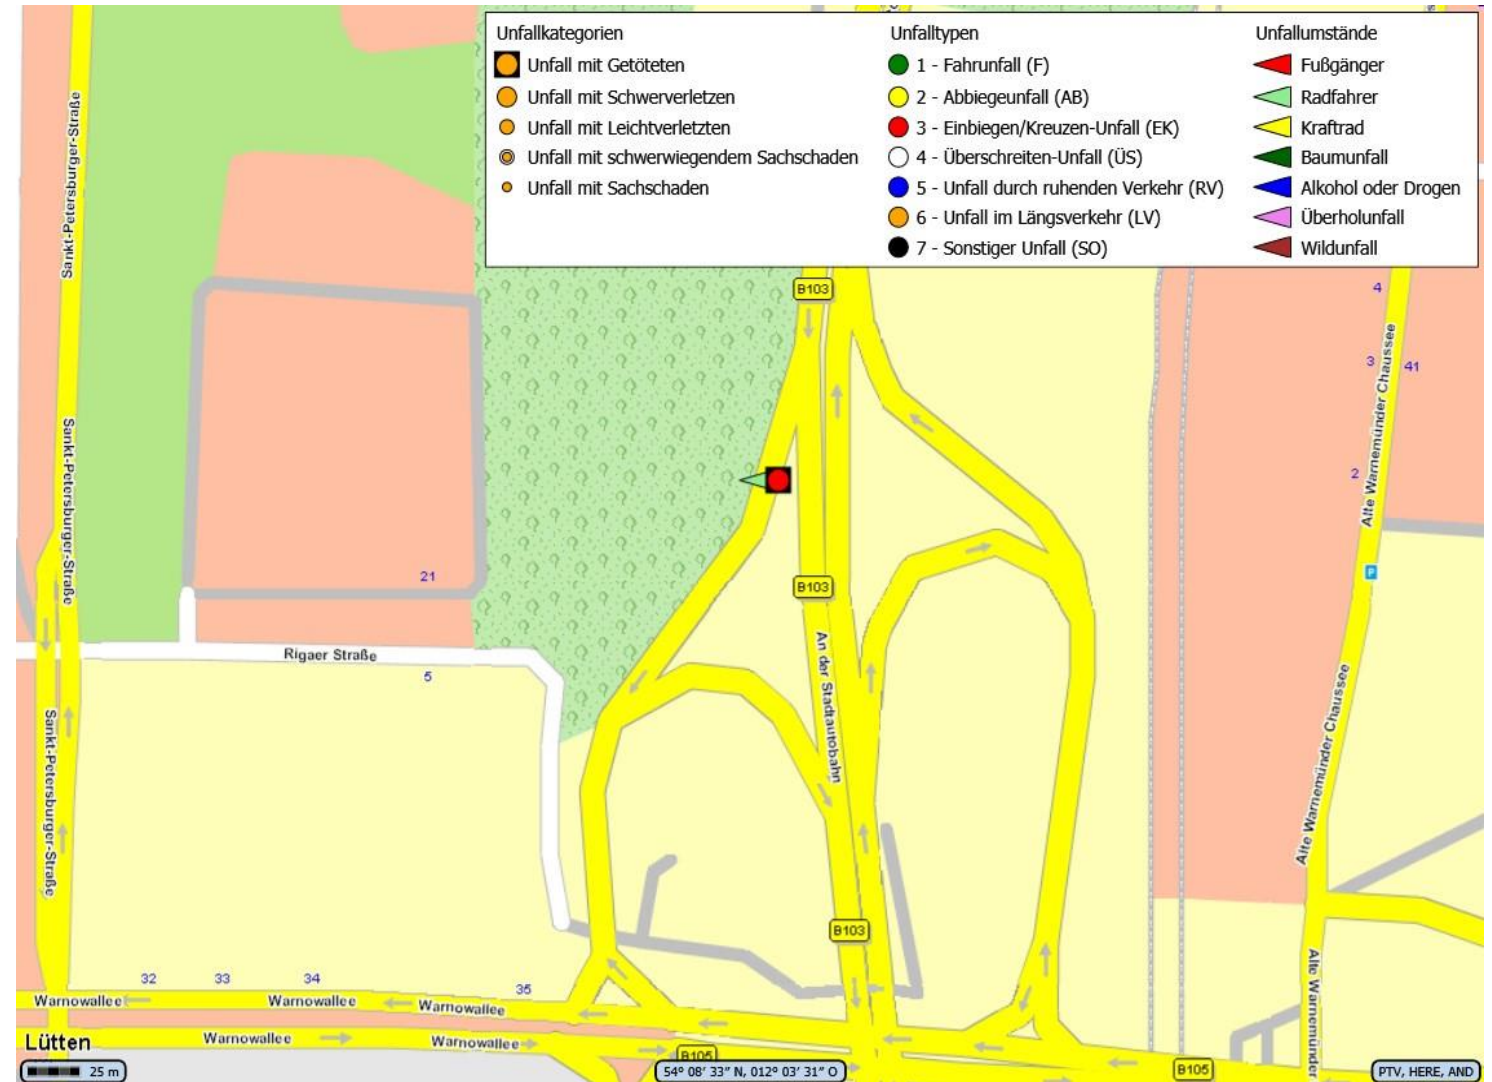 Unfallkategorien
Unfall mit Getöteten
Unfall mit Schwerverletzen
Unfall mit Leichtverletzten
Unfall mit schwerwiegendem Sachschaden
Unfall mit Sachschaden
Unfalltypen
1 - Fahrunfall (F)
2 - Abbiegeunfall (AB)
3 - Einbiegen/Kreuzen-Unfall (EK)
4 - Überschreiten-Unfall (ÜS)
5 - Unfall durch ruhenden Verkehr (RV)
6 - Unfall im Längsverkehr (LV)
7 - Sonstiger Unfall (SO)
Unfallumstände
Fußgänger
Radfahrer
Kraftrad
Baumunfall
Alkohol oder Drogen
Überholunfall
Wildunfall
Sankt-Petersburger-Straße
Sankt-Petersburger-Straße
Sankt-Petersburger-Straße
B103
4
3
41
Alte Warnemünder Chaussee
2
P
21
B103
Rigaer Straße
5
An der Stadtautobahn
Alte Warnemünder Chaussee
B103
Alte Warnemünder
32
33
34
35
Warnowallee
Warnowallee
Warnowallee
Warnowallee
Warnowallee
Lütten
B105
B105
25 m
54° 08' 33" N, 012° 03' 31" O
PTV, HERE, AND